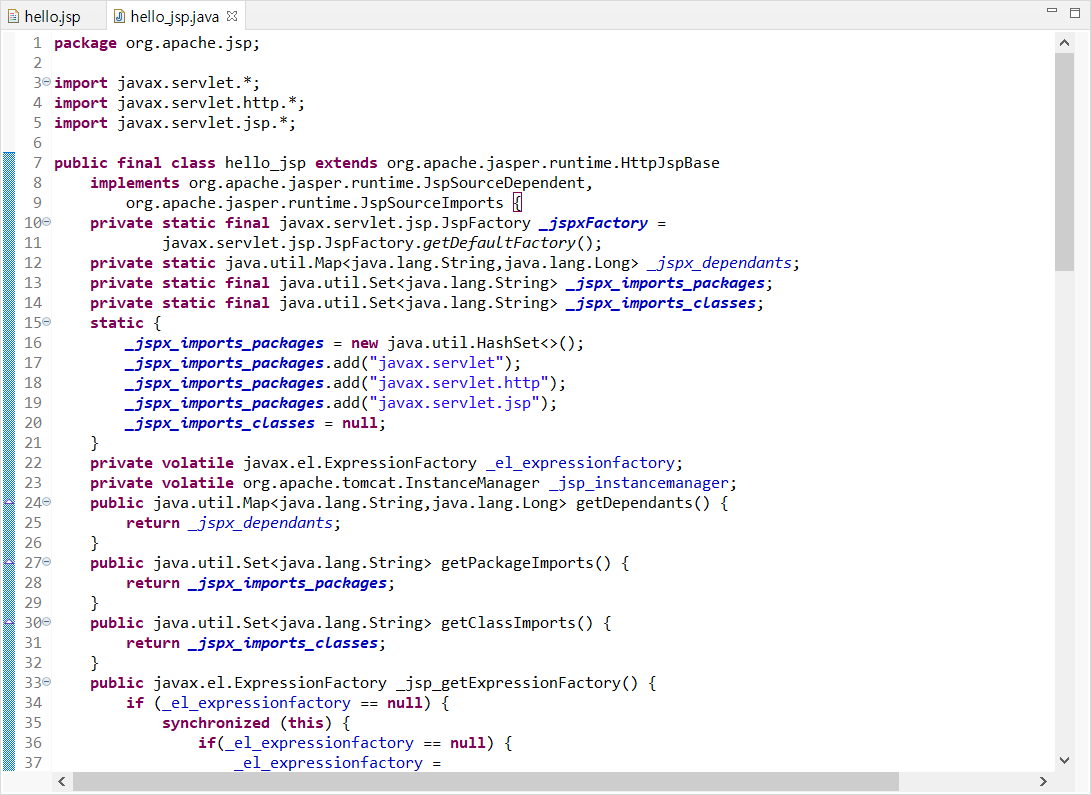 hello.jsp hello_jsp.java
1 package org.apache.jsp;
2
3 import javax.servlet.*;
4 import javax.servlet.http.*;
5 import javax.servlet.jsp.*;
6
7 public final class hello_jsp extends org.apache.jasper.runtime.HttpJspBase
8     implements org.apache.jasper.runtime.JspSourceDependent,
9         org.apache.jasper.runtime.JspSourceImports {
10     private static final javax.servlet.jsp.JspFactory _jspxFactory =
11             javax.servlet.jsp.JspFactory.getDefaultFactory();
12     private static java.util.Map<java.lang.String,java.lang.Long> _jspx_dependants;
13     private static final java.util.Set<java.lang.String> _jspx_imports_packages;
14     private static final java.util.Set<java.lang.String> _jspx_imports_classes;
15     static {
16         _jspx_imports_packages = new java.util.HashSet<>();
17         _jspx_imports_packages.add("javax.servlet");
18         _jspx_imports_packages.add("javax.servlet.http");
19         _jspx_imports_packages.add("javax.servlet.jsp");
20         _jspx_imports_classes = null;
21     }
22     private volatile javax.el.ExpressionFactory _el_expressionfactory;
23     private volatile org.apache.tomcat.InstanceManager _jsp_instancemanager;
24     public java.util.Map<java.lang.String,java.lang.Long> getDependants() {
25         return _jspx_dependants;
26     }
27     public java.util.Set<java.lang.String> getPackageImports() {
28         return _jspx_imports_packages;
29     }
30     public java.util.Set<java.lang.String> getClassImports() {
31         return _jspx_imports_classes;
32     }
33     public javax.el.ExpressionFactory _jsp_getExpressionFactory() {
34         if (_el_expressionfactory == null) {
35             synchronized (this) {
36                 if(_el_expressionfactory == null) {
37                     _el_expressionfactory =